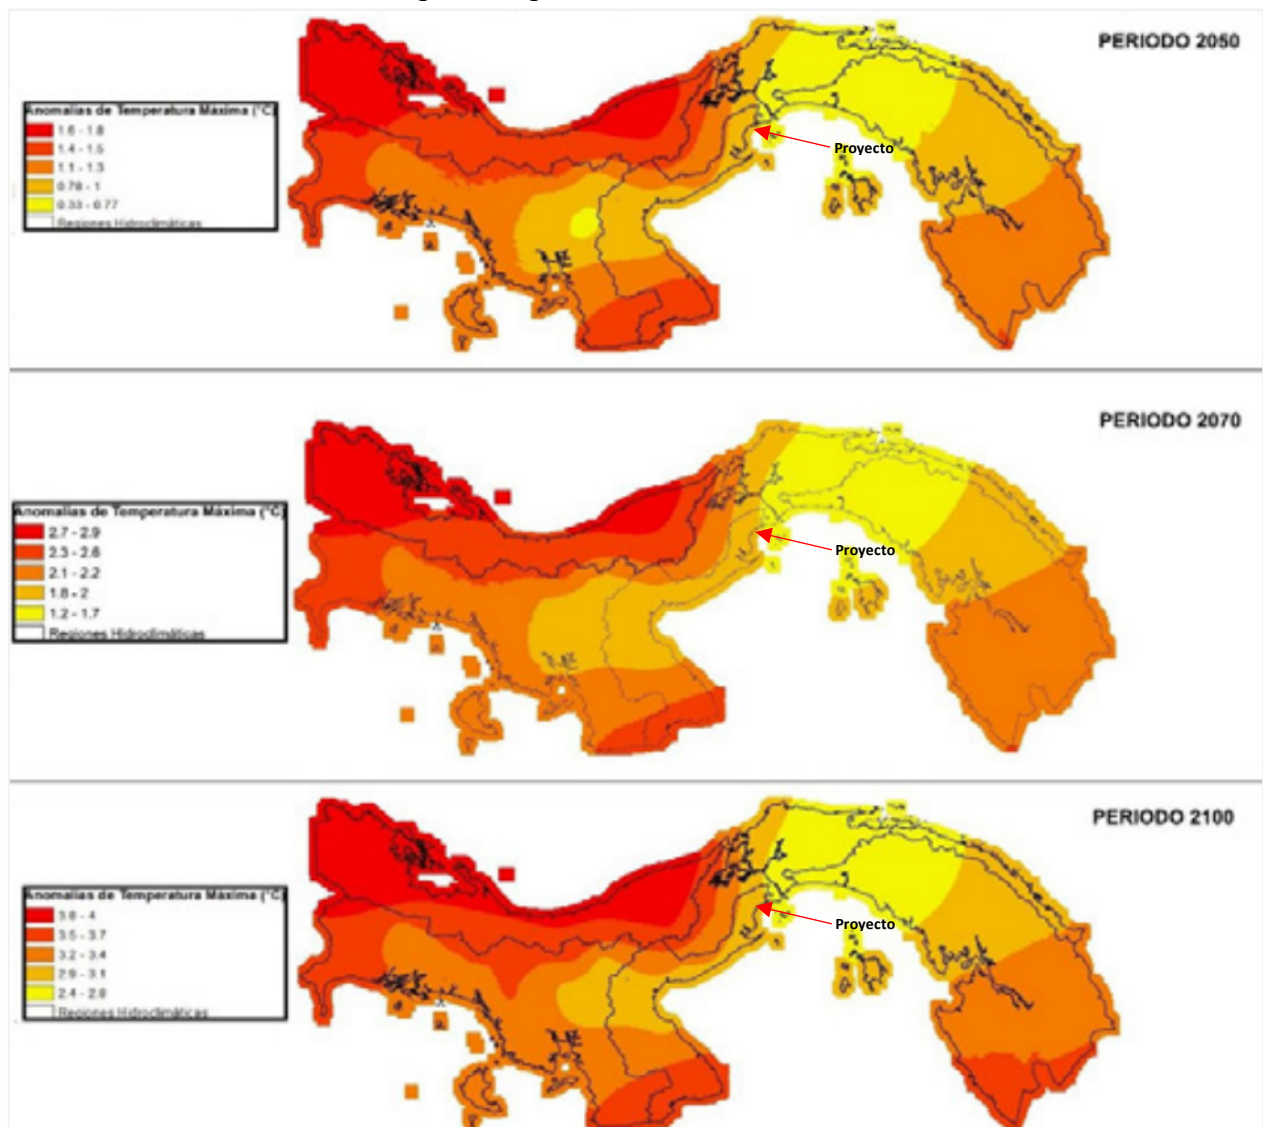 PERIODO 2050
Anomalías de Temperatura Máxima (°C)
1.6 - 1.8
1.4 - 1.5
1.1 - 1.3
0.78 - 1
0.33 - 0.77
Regiones Hidroclimáticas
Proyecto
PERIODO 2070
Anomalías de Temperatura Máxima (°C)
2.7 - 2.9
2.3 - 2.6
2.1 - 2.2
1.8 - 2
1.2 - 1.7
Regiones Hidroclimáticas
Proyecto
PERIODO 2100
Anomalías de Temperatura Máxima (°C)
3.8 - 4
3.5 - 3.7
3.2 - 3.4
2.9 - 3.1
2.4 - 2.8
Regiones Hidroclimáticas
Proyecto